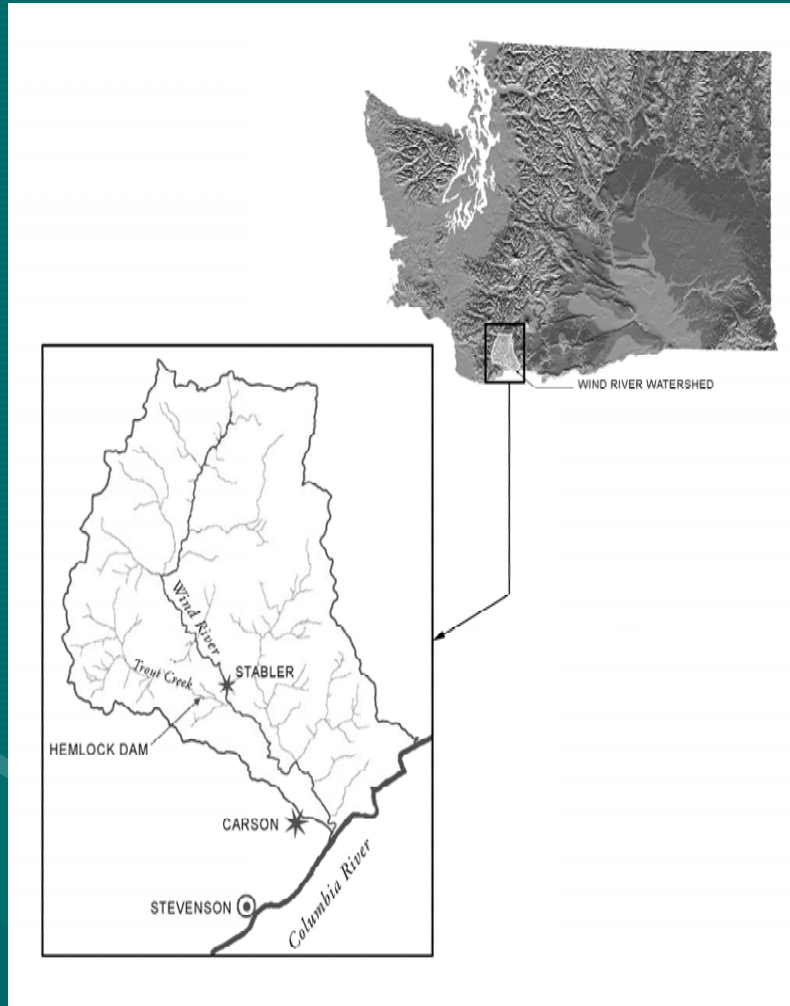 WIND RIVER WATERSHED
Wind River
STABLER
Trout Creek
HEMLOCK DAM
CARSON
Columbia River
STEVENSON